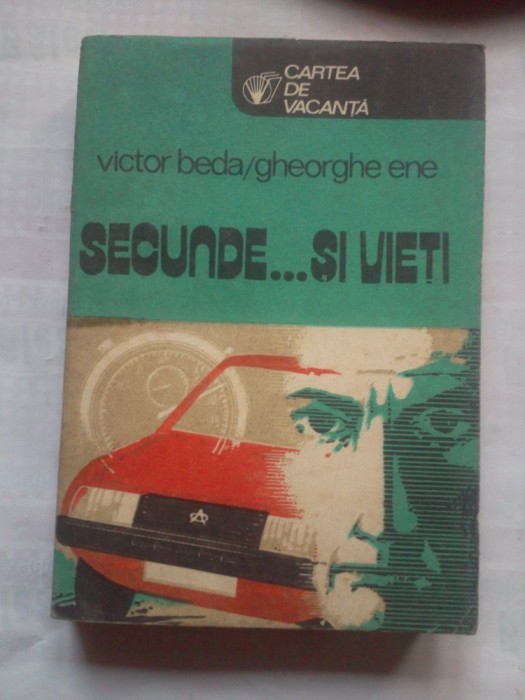 CARTEA
DE
VACANȚĂ
victor beda/gheorghe ene
SECUNDE...ȘI VIEȚI